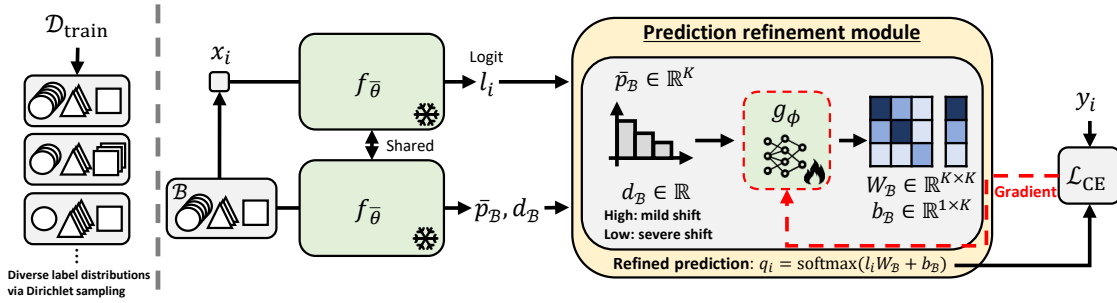 𝒟_train
Diverse label distributions
via Dirichlet sampling
x_i
ℬ
f_θ̄
Shared
f_θ̄
Logit
l_i
p̄_ℬ, d_ℬ
Prediction refinement module
p̄_ℬ ∈ ℝ^K
d_ℬ ∈ ℝ
High: mild shift
Low: severe shift
g_ϕ
W_ℬ ∈ ℝ^{K×K}
b_ℬ ∈ ℝ^{1×K}
Refined prediction: q_i = softmax(l_i W_ℬ + b_ℬ)
Gradient
y_i
ℒ_CE